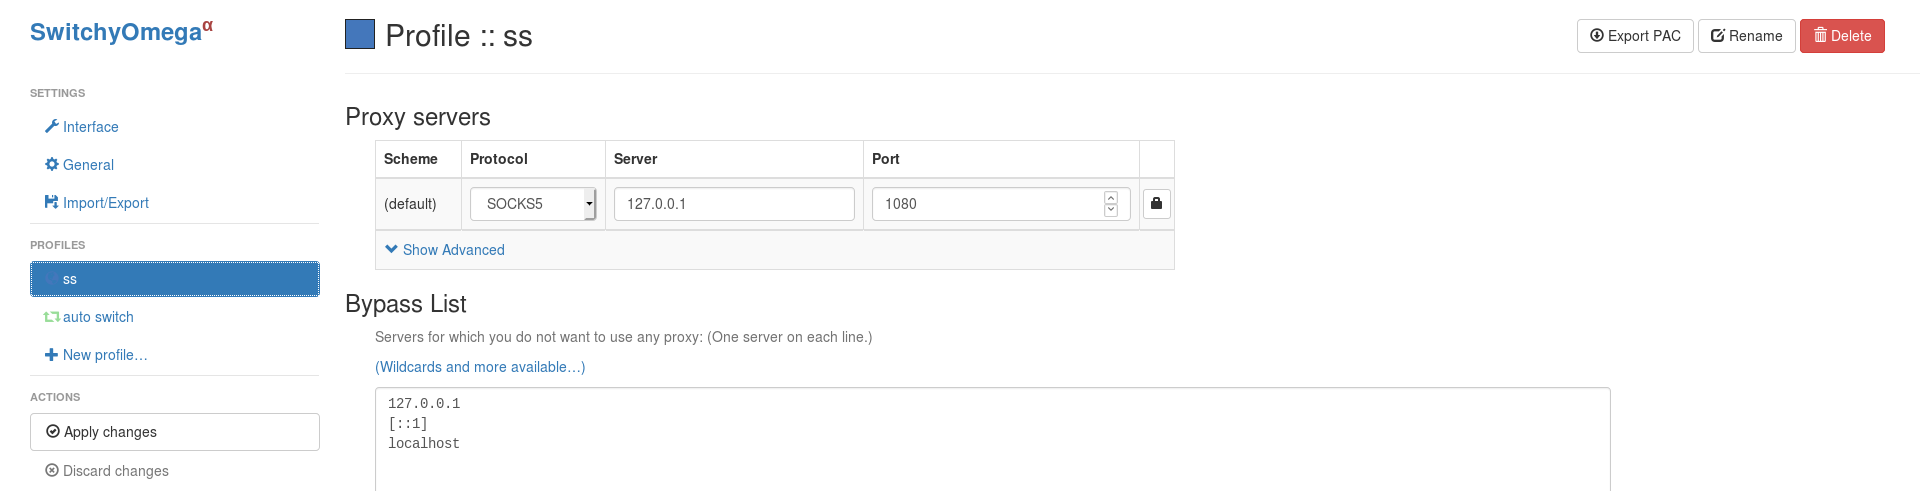 SwitchyOmegaα
SETTINGS
Interface
General
Import/Export
PROFILES
ss
auto switch
New profile…
ACTIONS
Apply changes
Discard changes
Profile :: ss
Export PAC
Rename
Delete
Proxy servers
Scheme Protocol Server Port
(default) SOCKS5 127.0.0.1 1080
Show Advanced
Bypass List
Servers for which you do not want to use any proxy: (One server on each line.)
(Wildcards and more available…)
127.0.0.1
[::1]
localhost